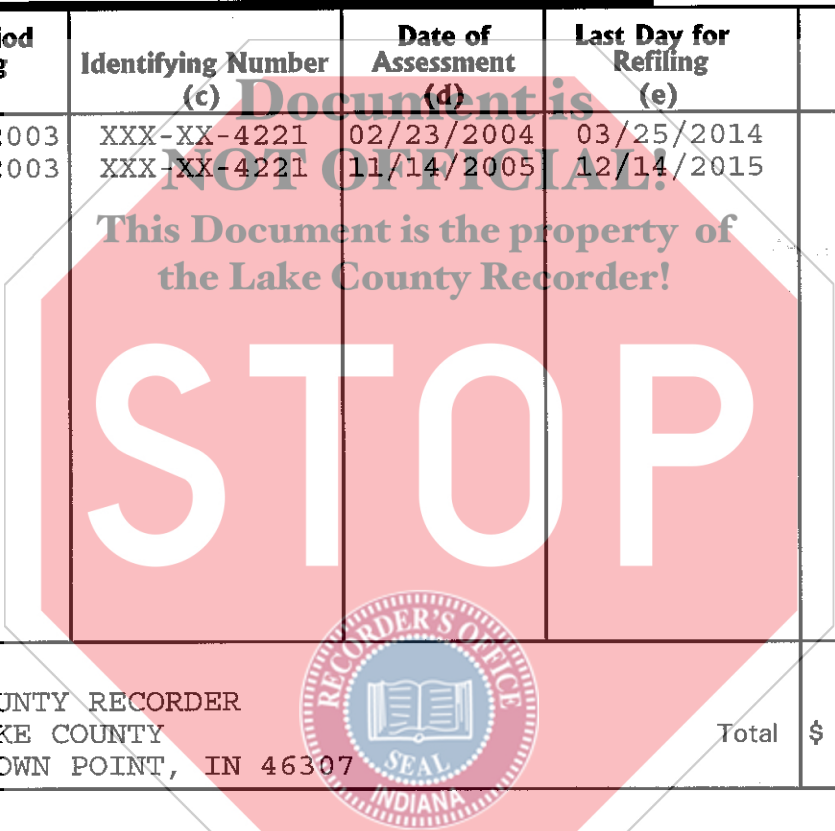 iod Date of Last Day for
g Identifying Number Assessment Refiling
(c) (d) (e)
2003 XXX-XX-4221 02/23/2004 03/25/2014
2003 XXX-XX-4221 11/14/2005 12/14/2015
Document is
NOT OFFICIAL!
This Document is the property of
the Lake County Recorder!
STOP
UNTY RECORDER
KE COUNTY Total $
OWN POINT, IN 46307
RECORDER'S OFFICE
SEAL
INDIANA